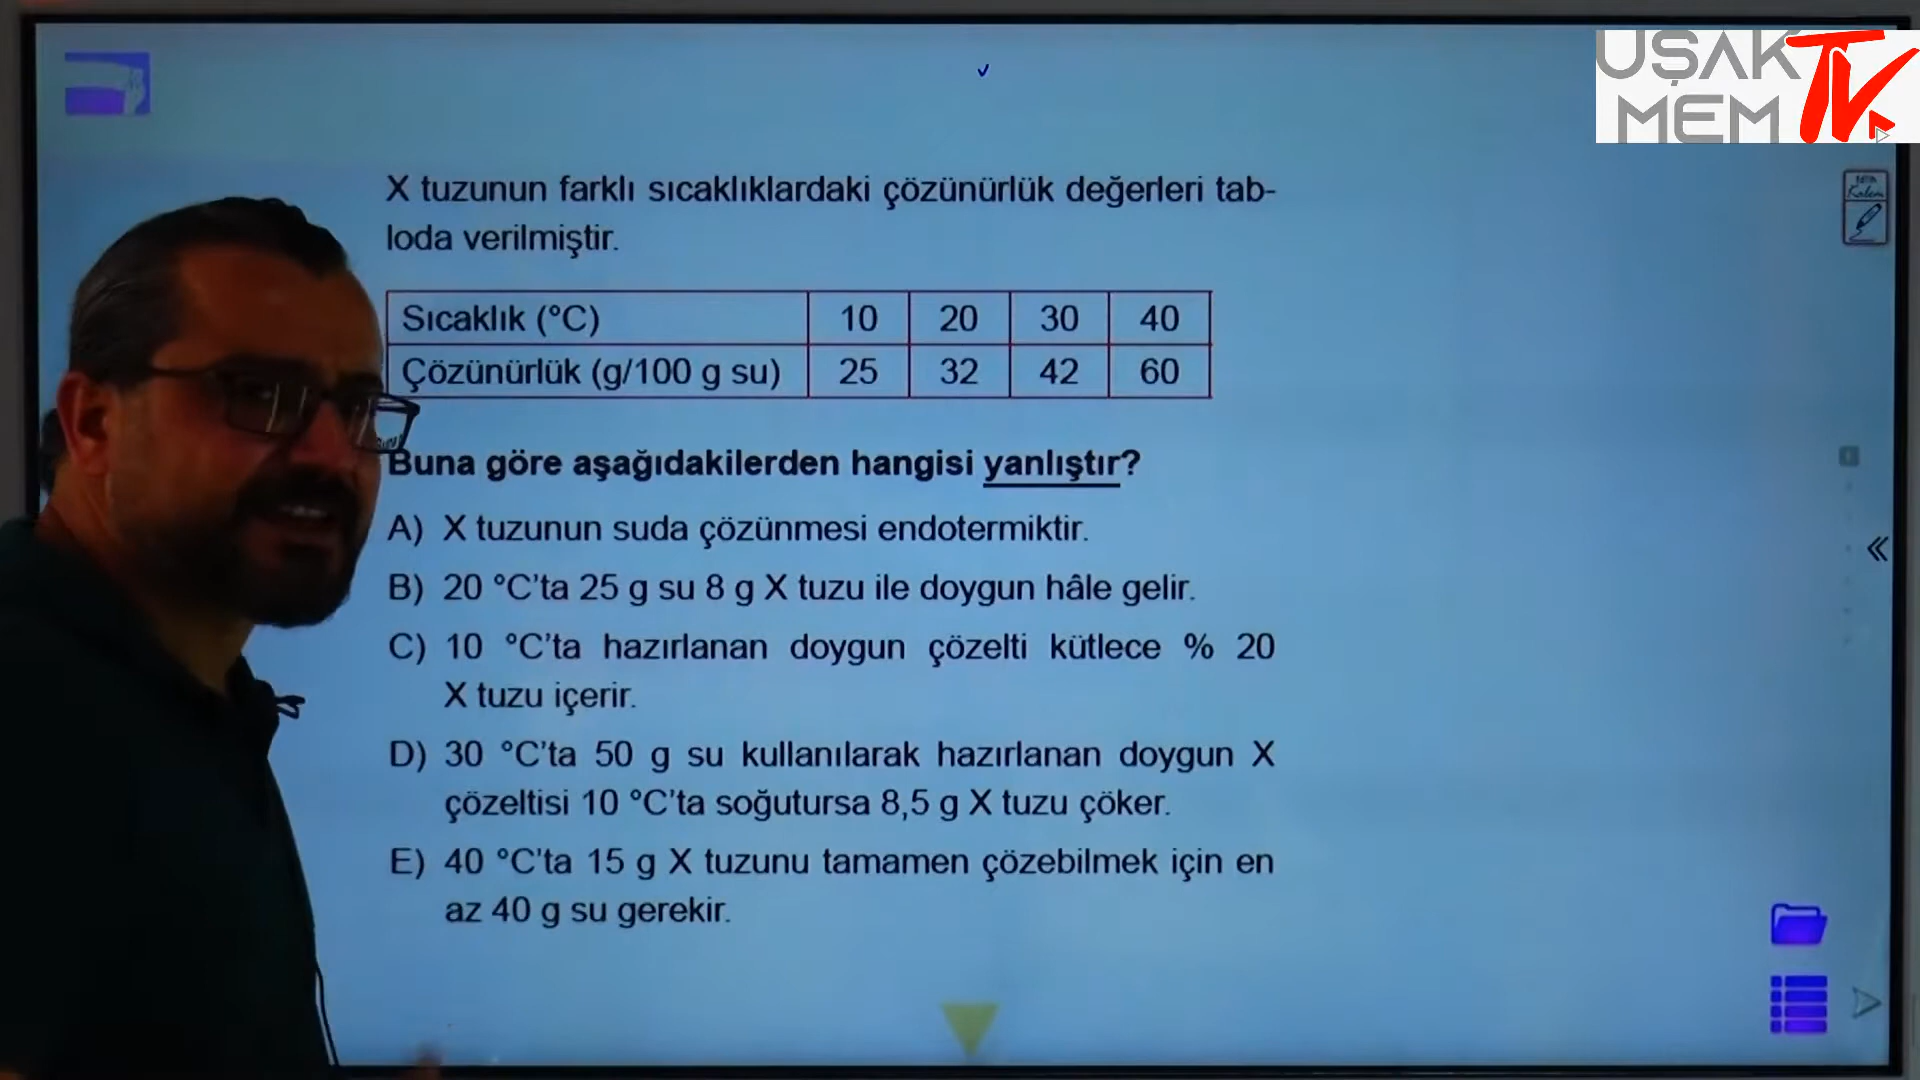 UŞAK TV
MEM
X tuzunun farklı sıcaklıklardaki çözünürlük değerleri tab-
loda verilmiştir.
Sıcaklık (°C) 10 20 30 40
Çözünürlük (g/100 g su) 25 32 42 60
Buna göre aşağıdakilerden hangisi yanlıştır?
A) X tuzunun suda çözünmesi endotermiktir.
B) 20 °C'ta 25 g su 8 g X tuzu ile doygun hâle gelir.
C) 10 °C'ta hazırlanan doygun çözelti kütlece % 20
X tuzu içerir.
D) 30 °C'ta 50 g su kullanılarak hazırlanan doygun X
çözeltisi 10 °C'ta soğutursa 8,5 g X tuzu çöker.
E) 40 °C'ta 15 g X tuzunu tamamen çözebilmek için en
az 40 g su gerekir.